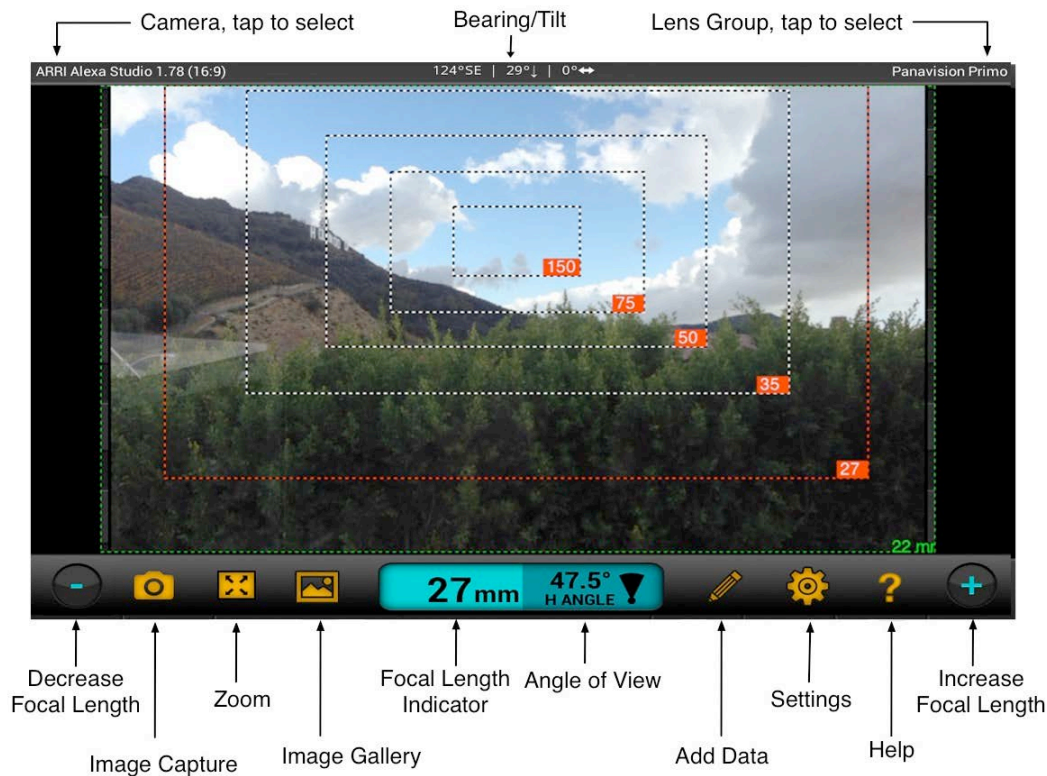 Camera, tap to select
Bearing/Tilt
Lens Group, tap to select
ARRI Alexa Studio 1.78 (16:9)
124°SE | 29°↓ | 0°↔
Panavision Primo
150
75
50
35
27
22 mm
-
27mm
47.5°
H ANGLE
?
+
Decrease
Focal Length
Zoom
Focal Length
Indicator
Angle of View
Settings
Increase
Focal Length
Image Capture
Image Gallery
Add Data
Help